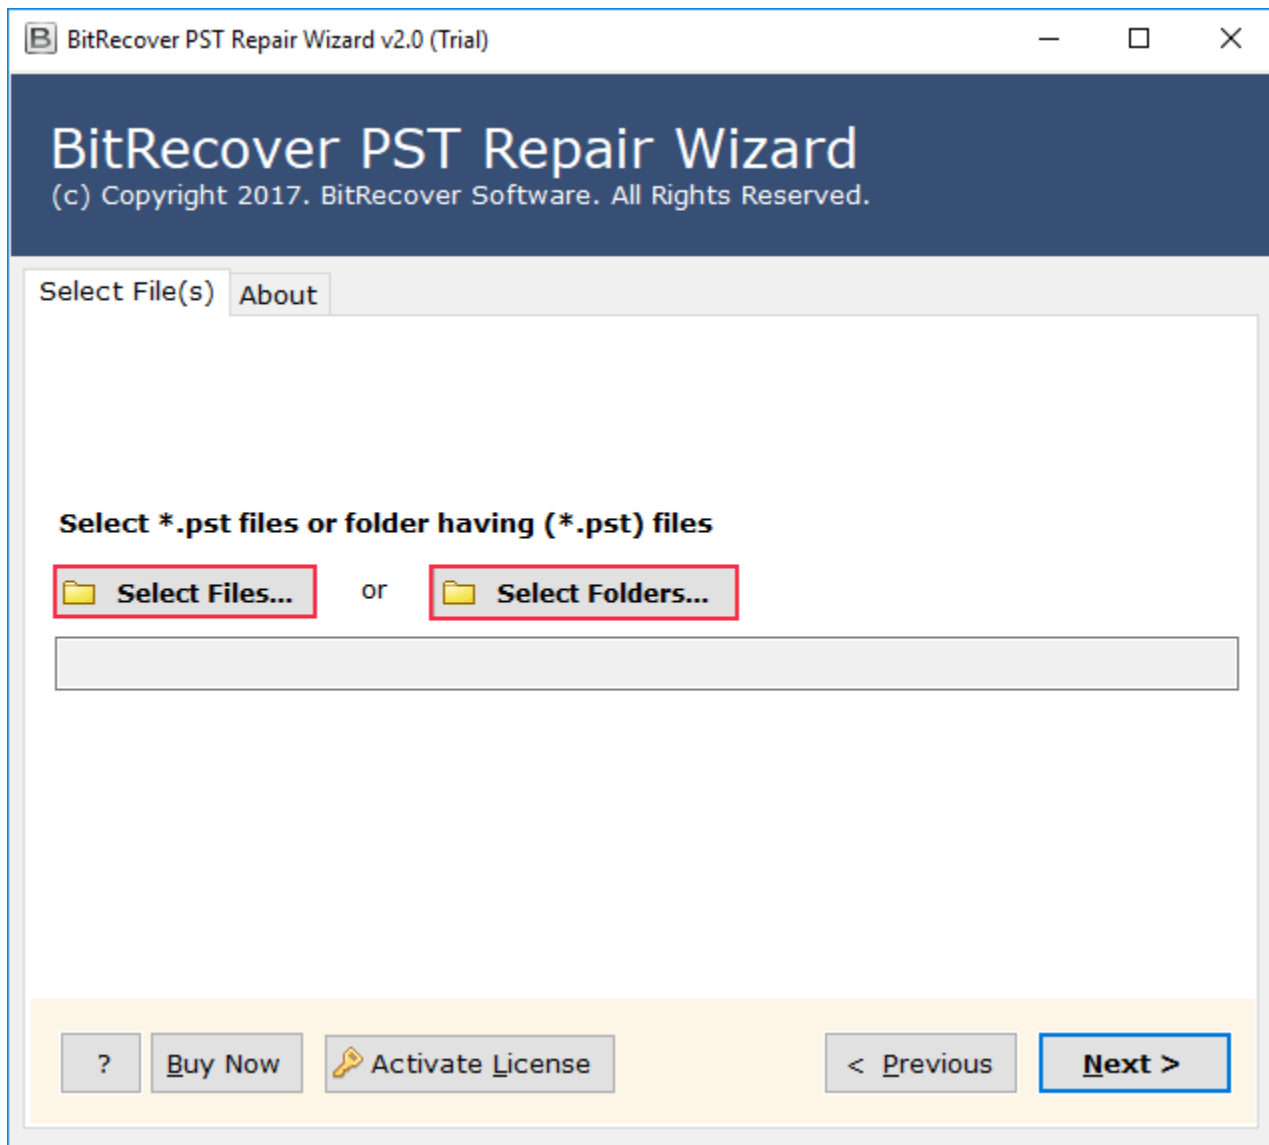 B BitRecover PST Repair Wizard v2.0 (Trial)
BitRecover PST Repair Wizard
(c) Copyright 2017. BitRecover Software. All Rights Reserved.
Select File(s) About
Select *.pst files or folder having (*.pst) files
Select Files... or Select Folders...
? Buy Now Activate License < Previous Next >